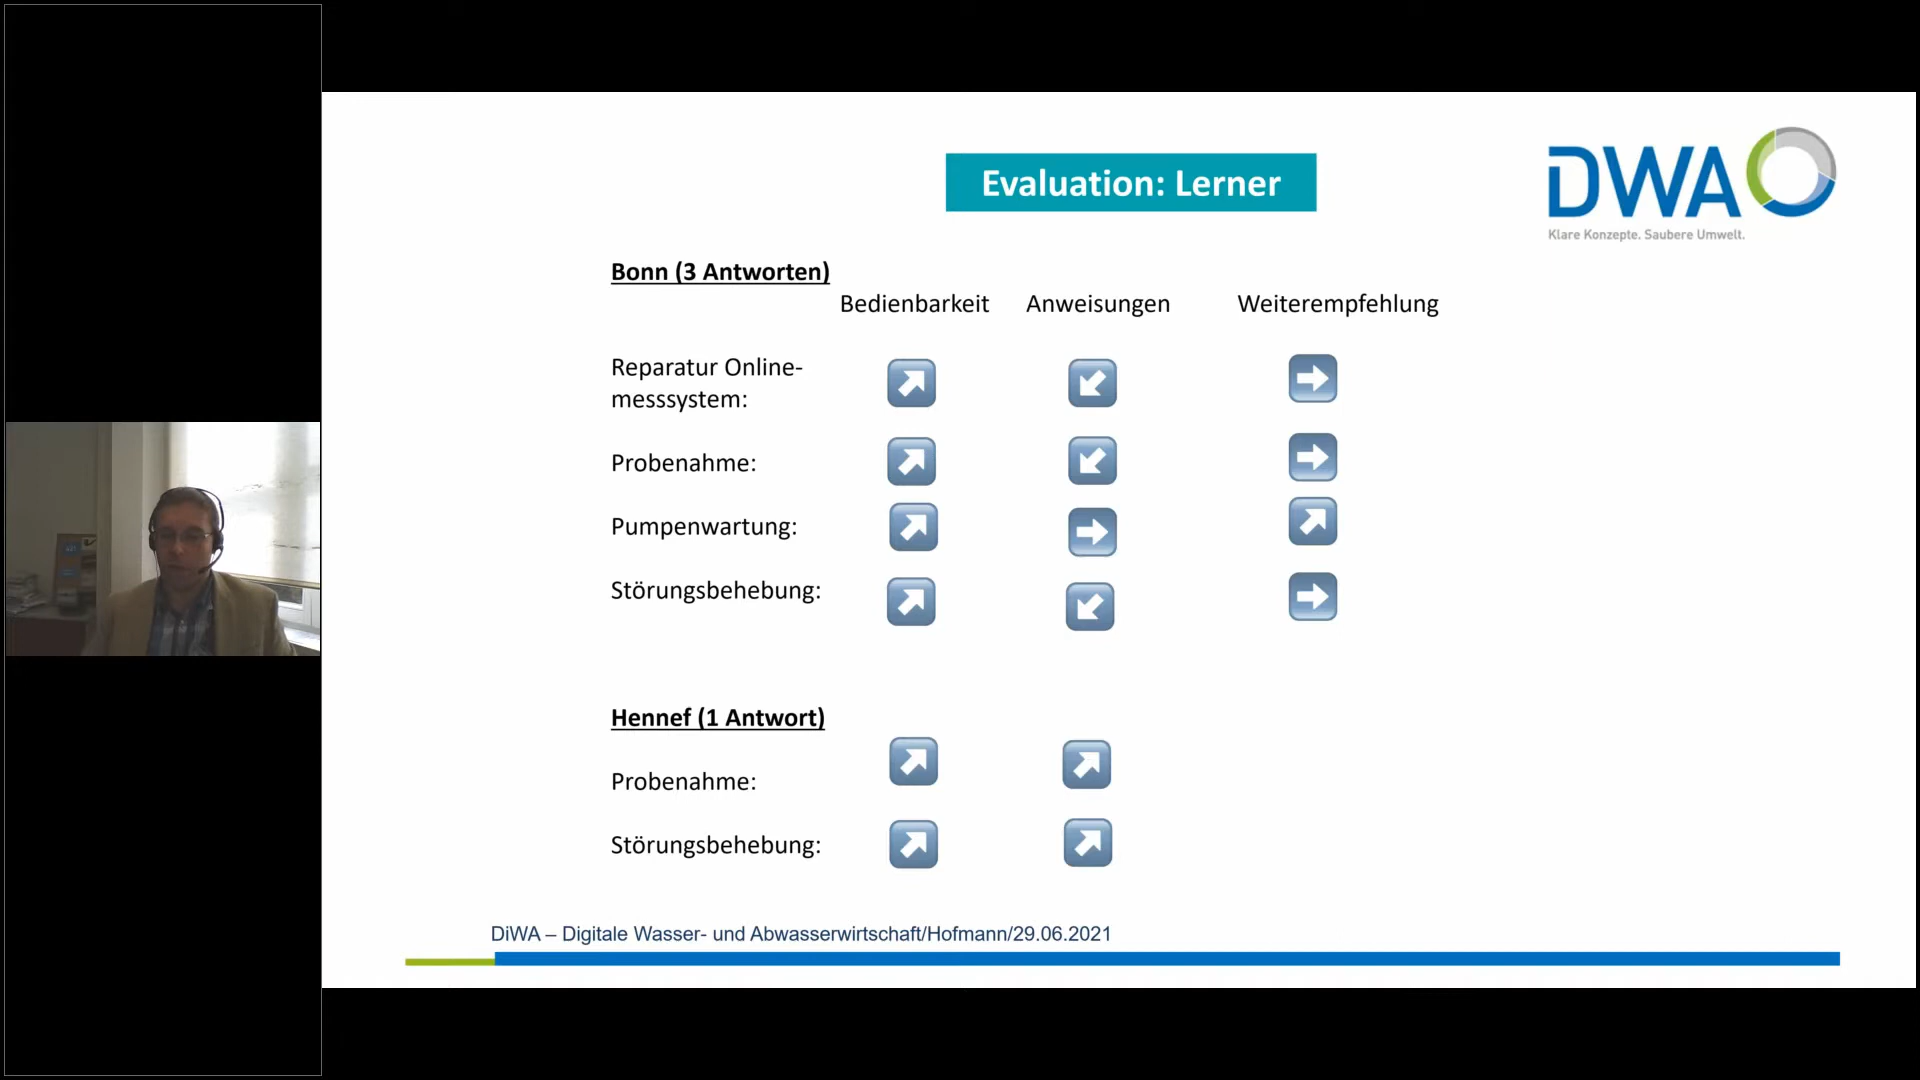 Evaluation: Lerner
DWA
Klare Konzepte. Saubere Umwelt.
Bonn (3 Antworten)
Bedienbarkeit Anweisungen Weiterempfehlung
Reparatur Online-
messsystem:
Probenahme:
Pumpenwartung:
Störungsbehebung:
Hennef (1 Antwort)
Probenahme:
Störungsbehebung:
DiWA – Digitale Wasser- und Abwasserwirtschaft/Hofmann/29.06.2021